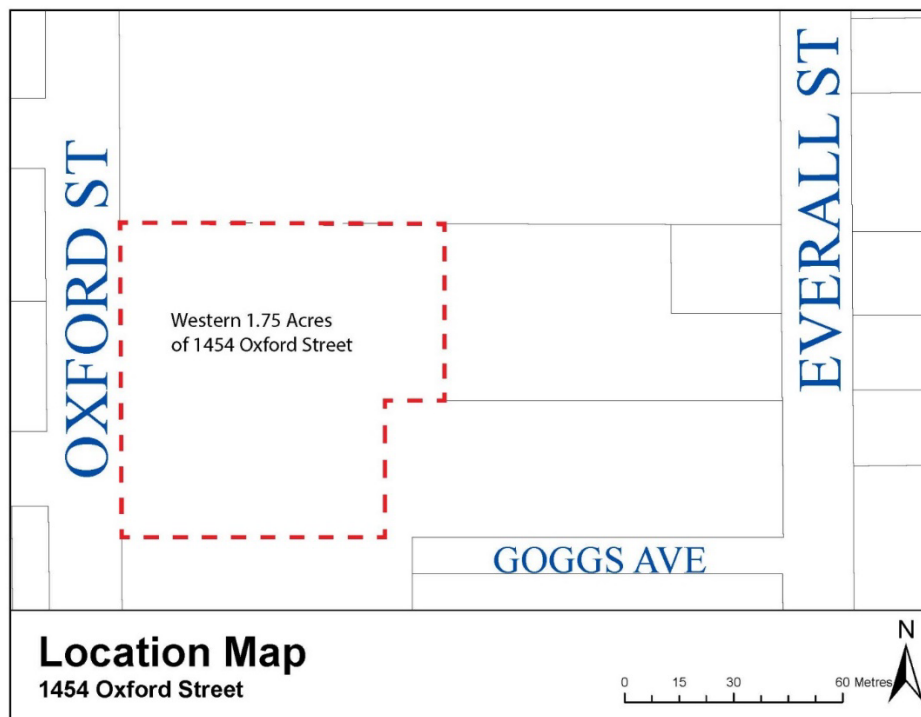 OXFORD ST
EVERALL ST
Western 1.75 Acres
of 1454 Oxford Street
GOGGS AVE
Location Map
1454 Oxford Street
N
0 15 30 60 Metres